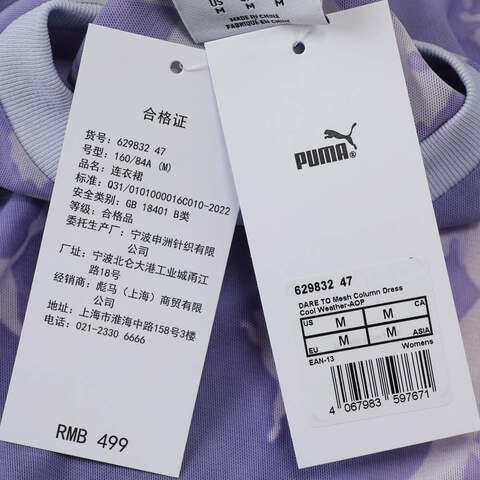 US
M
M
M
MADE IN CHINA
FABRIQUÉ EN CHINE
合格证
货号: 629832 47
号型: 160/84A (M)
品名: 连衣裙
标准: Q31/0101000016C010-2022
安全类别: GB 18401 B类
等级: 合格品
委托生产厂: 宁波申洲针织有限
公司
厂址: 宁波北仑大港工业城甬江
路18号
经销商: 彪马（上海）商贸有限
公司
地址: 上海市淮海中路158号3楼
电话: 021-2330 6666
RMB 499
PUMA®
629832 47
DARE TO Mesh Column Dress
Cool Weather-AOP
US M M CA
EU M M ASIA
EAN-13 Womens
4 067983 597671